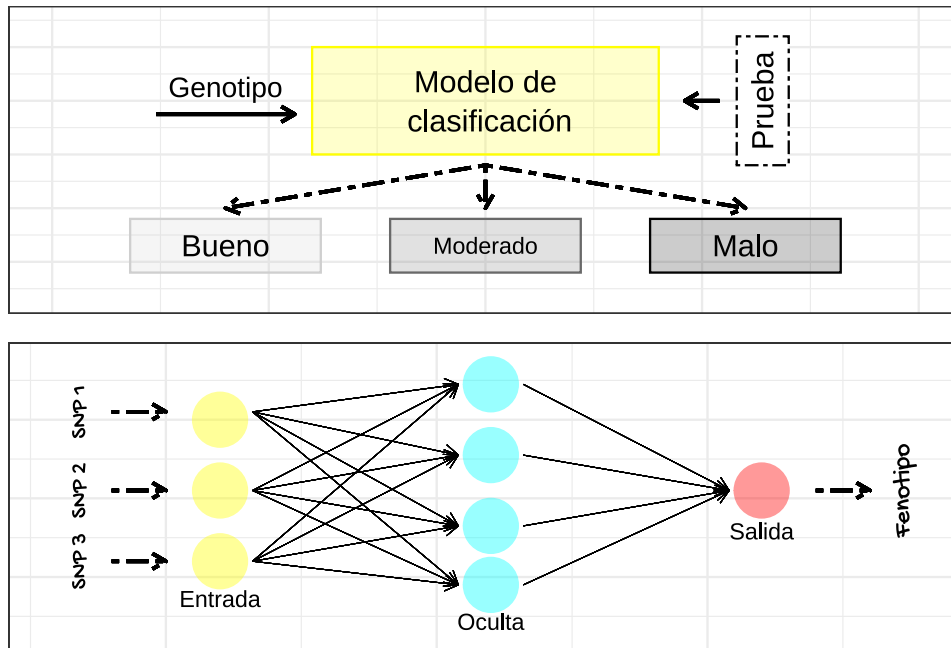 Genotipo
Modelo de
clasificación
Prueba
Bueno
Moderado
Malo
SNP 1
SNP 2
SNP 3
Entrada
Oculta
Salida
Fenotipo